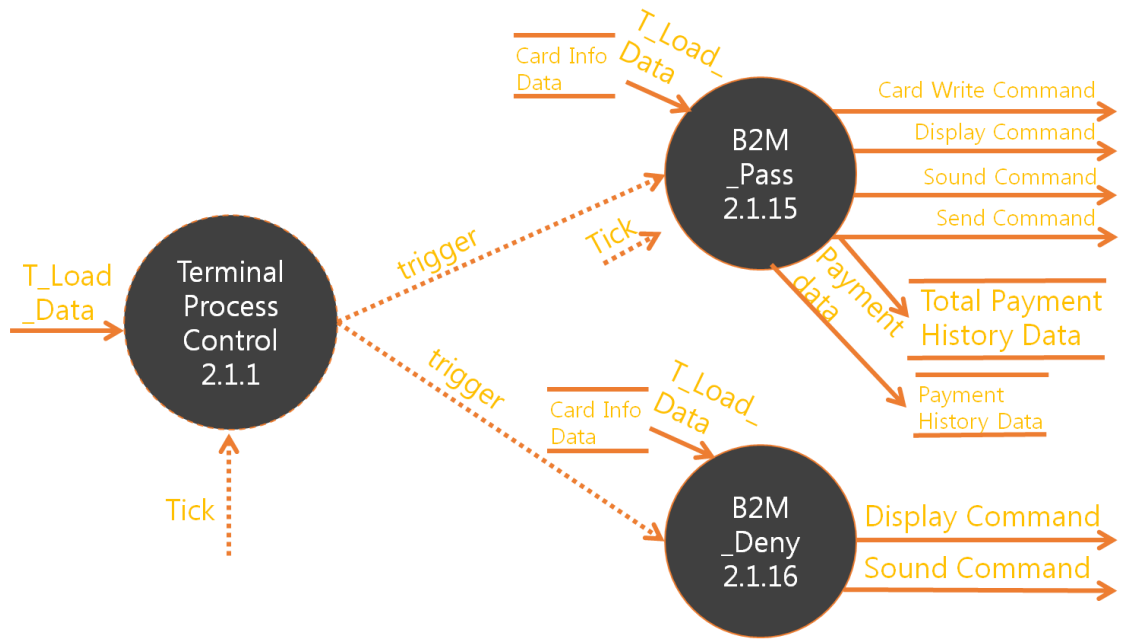 T_Load
_Data
Terminal
Process
Control
2.1.1
Tick
trigger
trigger
Card Info
Data
T_Load_
Data
B2M
_Pass
2.1.15
Tick
Card Write Command
Display Command
Sound Command
Send Command
Payment
data
Total Payment
History Data
Payment
History Data
Card Info
Data
T_Load_
Data
B2M
_Deny
2.1.16
Display Command
Sound Command